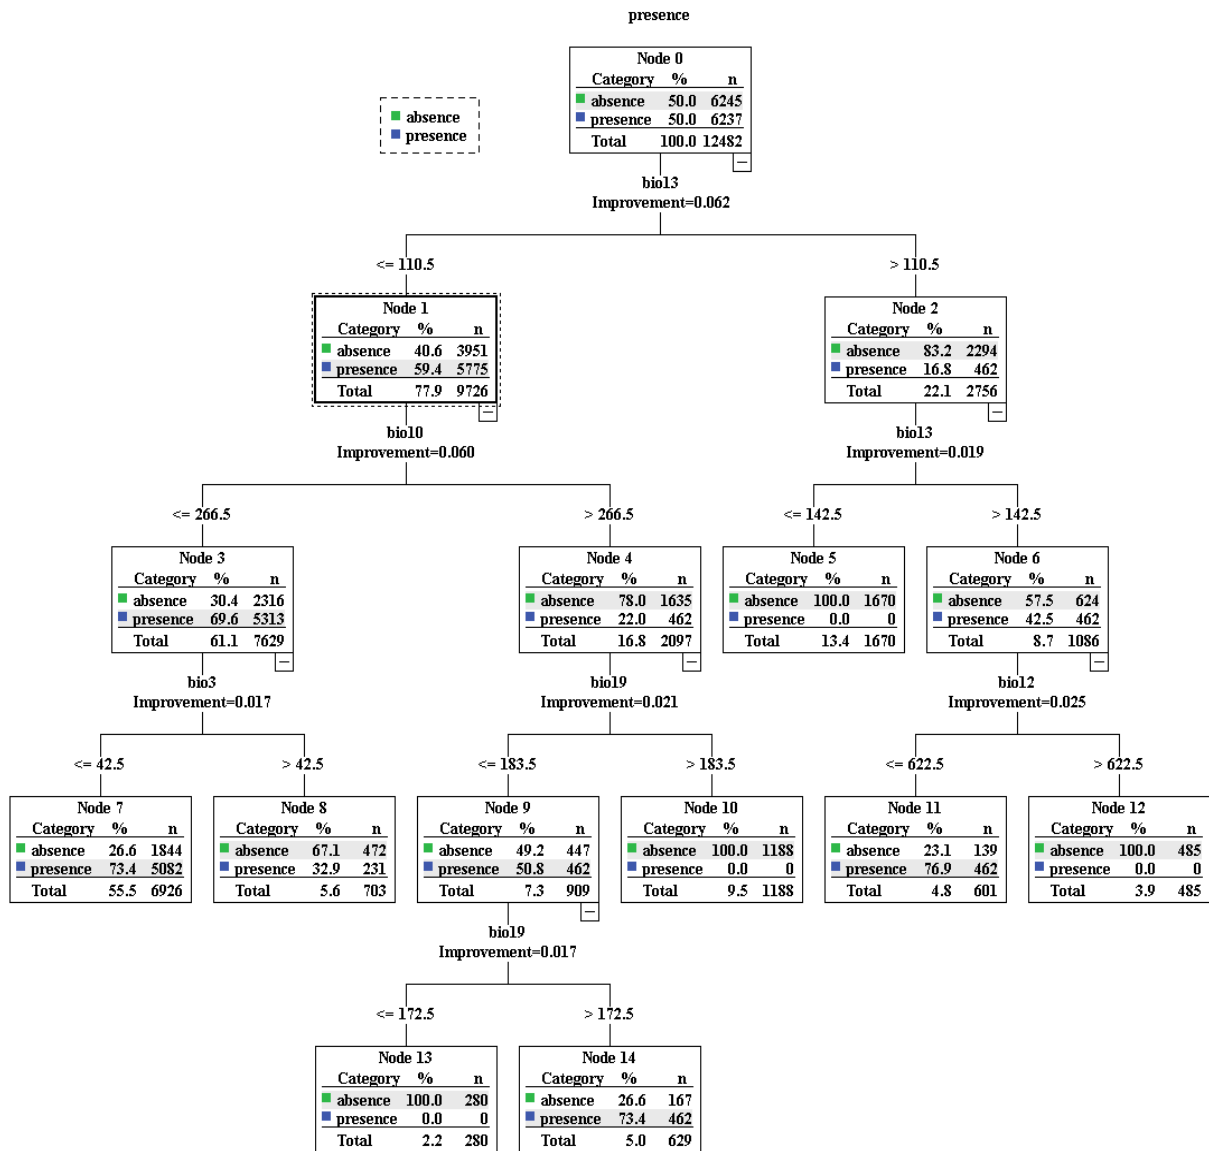 presence
Node 0
Category % n
absence 50.0 6245
presence 50.0 6237
Total 100.0 12482
absence
presence
bio13
Improvement=0.062
<= 110.5
> 110.5
Node 1
Category % n
absence 40.6 3951
presence 59.4 5775
Total 77.9 9726
Node 2
Category % n
absence 83.2 2294
presence 16.8 462
Total 22.1 2756
bio10
Improvement=0.060
bio13
Improvement=0.019
<= 266.5
> 266.5
<= 142.5
> 142.5
Node 3
Category % n
absence 30.4 2316
presence 69.6 5313
Total 61.1 7629
Node 4
Category % n
absence 78.0 1635
presence 22.0 462
Total 16.8 2097
Node 5
Category % n
absence 100.0 1670
presence 0.0 0
Total 13.4 1670
Node 6
Category % n
absence 57.5 624
presence 42.5 462
Total 8.7 1086
bio3
Improvement=0.017
bio19
Improvement=0.021
bio12
Improvement=0.025
<= 42.5
> 42.5
<= 183.5
> 183.5
<= 622.5
> 622.5
Node 7
Category % n
absence 26.6 1844
presence 73.4 5082
Total 55.5 6926
Node 8
Category % n
absence 67.1 472
presence 32.9 231
Total 5.6 703
Node 9
Category % n
absence 49.2 447
presence 50.8 462
Total 7.3 909
Node 10
Category % n
absence 100.0 1188
presence 0.0 0
Total 9.5 1188
Node 11
Category % n
absence 23.1 139
presence 76.9 462
Total 4.8 601
Node 12
Category % n
absence 100.0 485
presence 0.0 0
Total 3.9 485
bio19
Improvement=0.017
<= 172.5
> 172.5
Node 13
Category % n
absence 100.0 280
presence 0.0 0
Total 2.2 280
Node 14
Category % n
absence 26.6 167
presence 73.4 462
Total 5.0 629